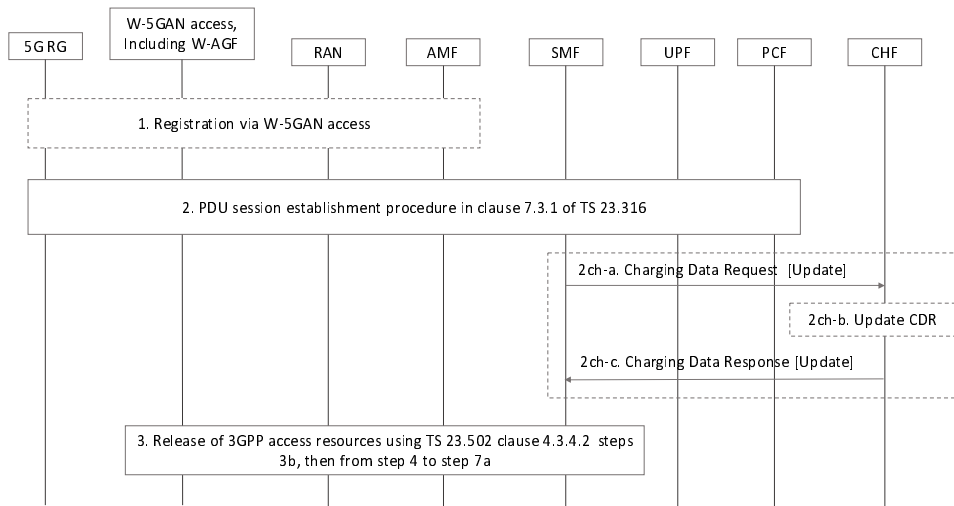 5G RG
W-5GAN access,
Including W-AGF
RAN
AMF
SMF
UPF
PCF
CHF
1. Registration via W-5GAN access
2. PDU session establishment procedure in clause 7.3.1 of TS 23.316
2ch-a. Charging Data Request [Update]
2ch-b. Update CDR
2ch-c. Charging Data Response [Update]
3. Release of 3GPP access resources using TS 23.502 clause 4.3.4.2 steps
3b, then from step 4 to step 7a